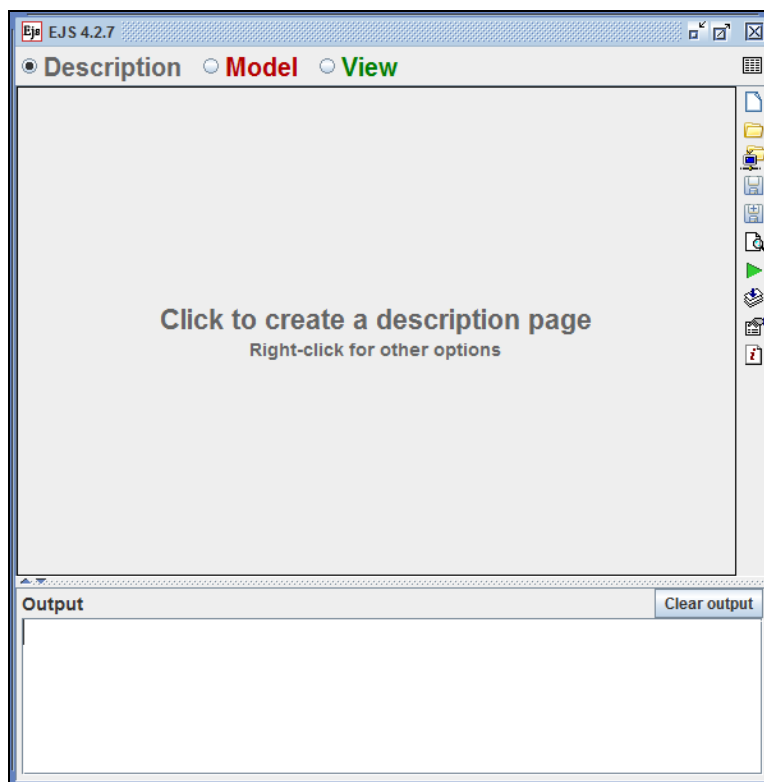 Ejs EJS 4.2.7
Description Model View
Click to create a description page
Right-click for other options
Output Clear output